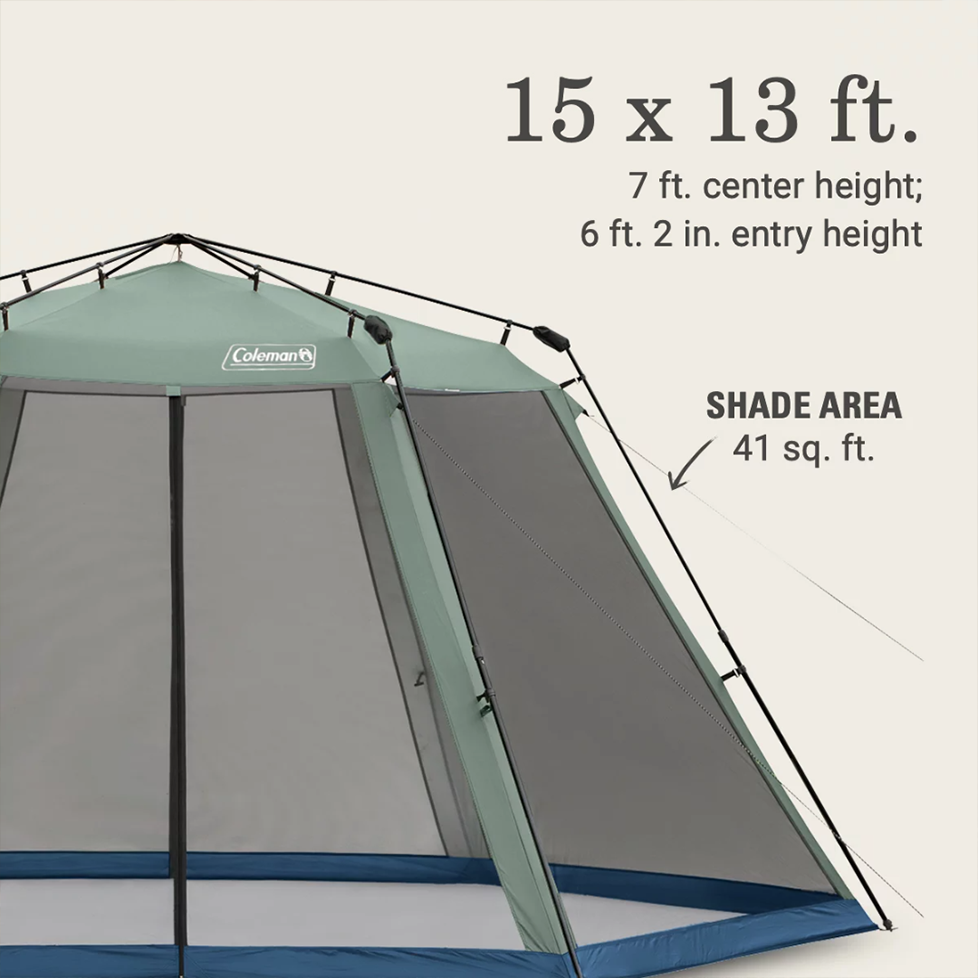 15 x 13 ft.
7 ft. center height;
6 ft. 2 in. entry height
Coleman
SHADE AREA
41 sq. ft.